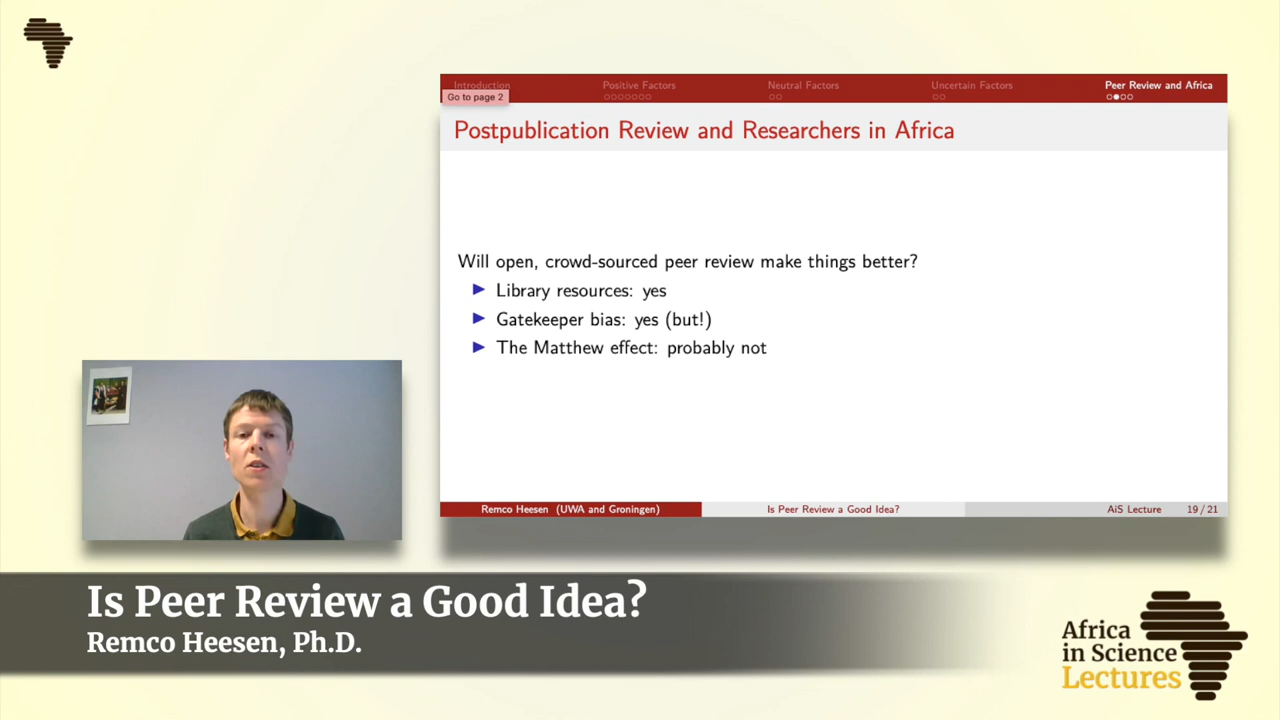 Introduction Positive Factors Neutral Factors Uncertain Factors Peer Review and Africa
Go to page 2
Postpublication Review and Researchers in Africa
Will open, crowd-sourced peer review make things better?
Library resources: yes
Gatekeeper bias: yes (but!)
The Matthew effect: probably not
Remco Heesen (UWA and Groningen) Is Peer Review a Good Idea? AiS Lecture 19 / 21
Is Peer Review a Good Idea?
Remco Heesen, Ph.D.
Africa
in Science
Lectures